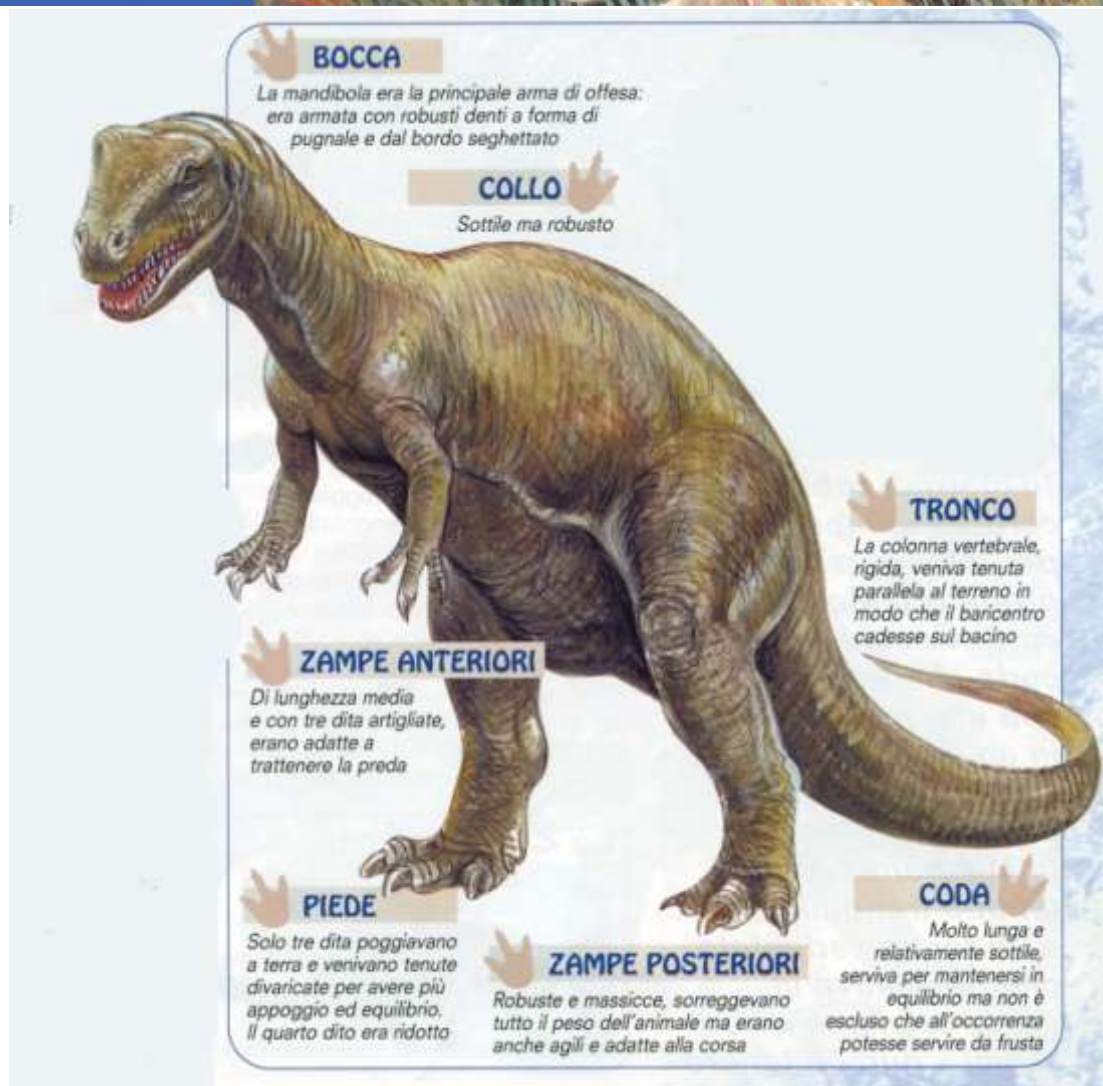 BOCCA
La mandibola era la principale arma di offesa:
era armata con robusti denti a forma di
pugnale e dal bordo seghettato
COLLO
Sottile ma robusto
TRONCO
La colonna vertebrale,
rigida, veniva tenuta
parallela al terreno in
modo che il baricentro
cadesse sul bacino
ZAMPE ANTERIORI
Di lunghezza media
e con tre dita artigliate,
erano adatte a
trattenere la preda
PIEDE
Solo tre dita poggiavano
a terra e venivano tenute
divaricate per avere più
appoggio ed equilibrio.
Il quarto dito era ridotto
ZAMPE POSTERIORI
Robuste e massicce, sorreggevano
tutto il peso dell'animale ma erano
anche agili e adatte alla corsa
CODA
Molto lunga e
relativamente sottile,
serviva per mantenersi in
equilibrio ma non è
escluso che all'occorrenza
potesse servire da frusta